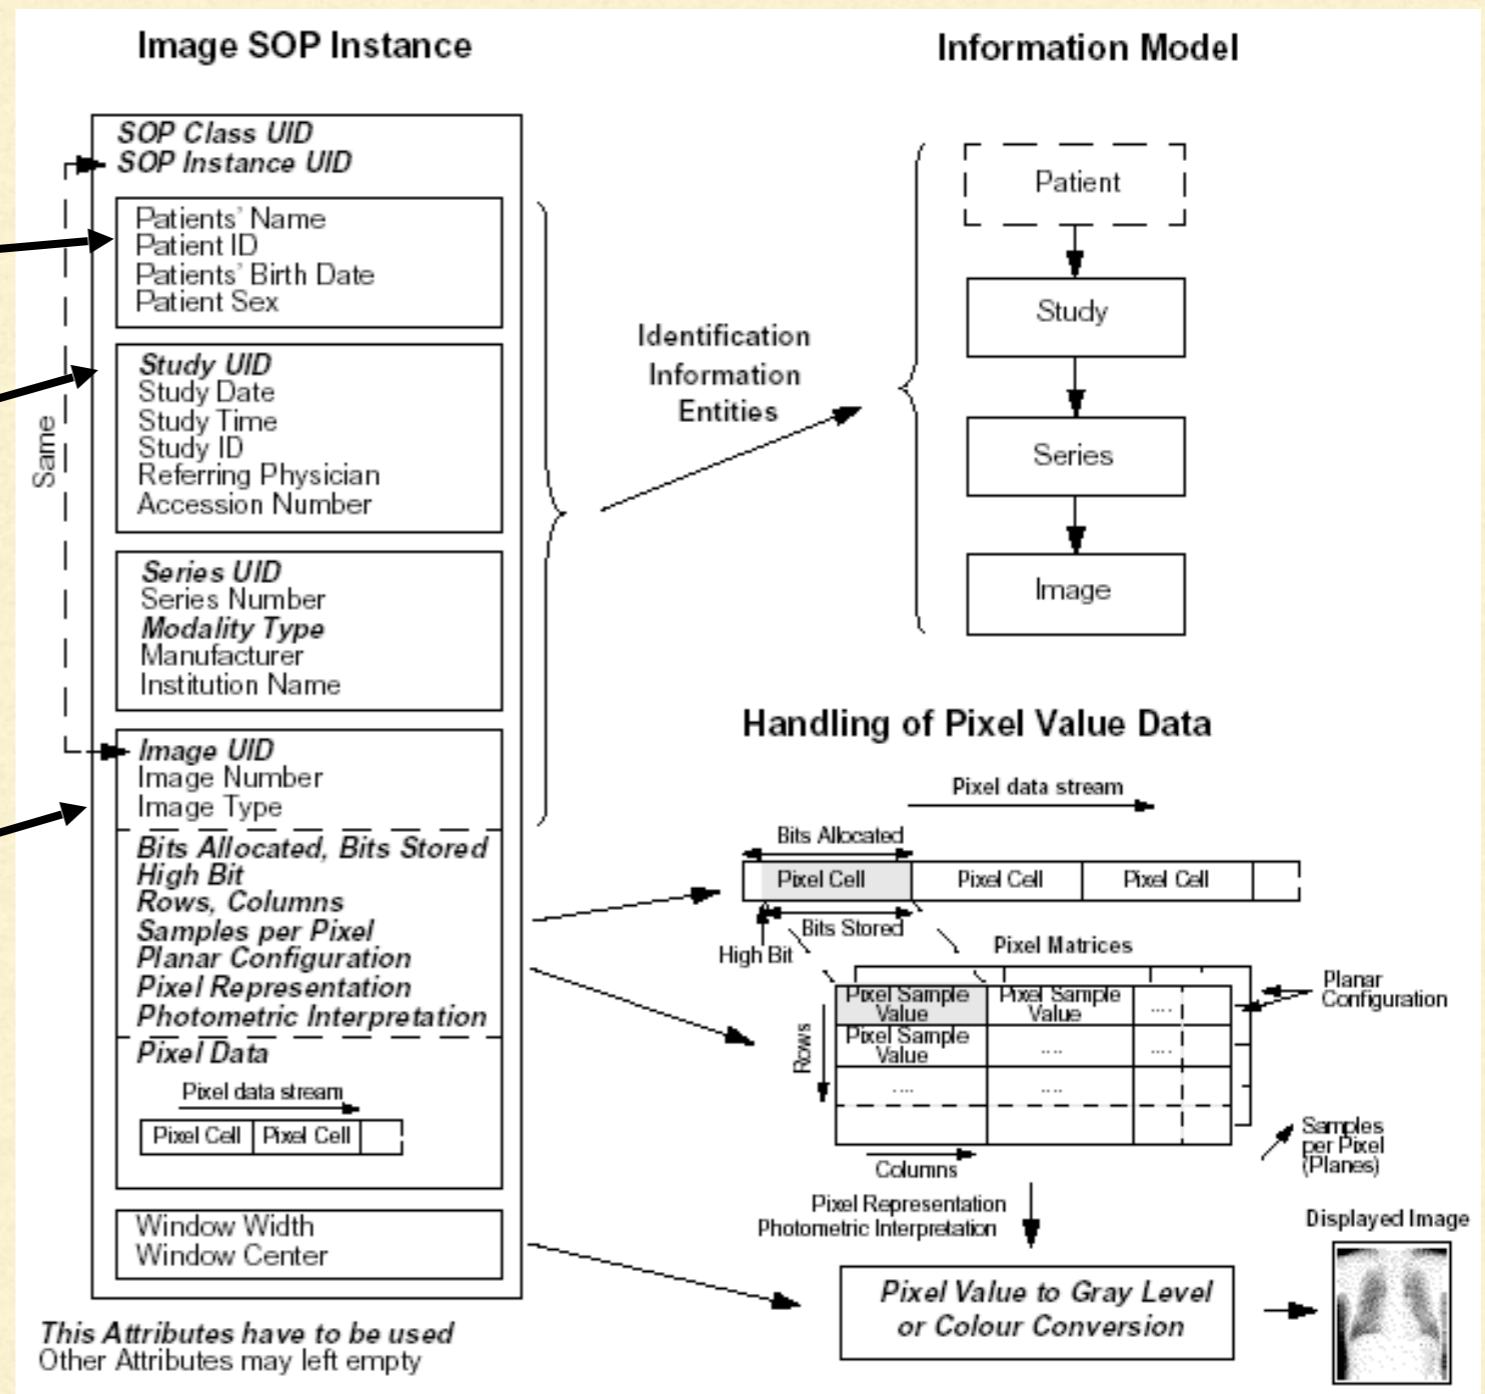 Image SOP Instance
SOP Class UID
SOP Instance UID
Patients' Name
Patient ID
Patients' Birth Date
Patient Sex
Study UID
Study Date
Study Time
Study ID
Referring Physician
Accession Number
Series UID
Series Number
Modality Type
Manufacturer
Institution Name
Image UID
Image Number
Image Type
Bits Allocated, Bits Stored
High Bit
Rows, Columns
Samples per Pixel
Planar Configuration
Pixel Representation
Photometric Interpretation
Pixel Data
Pixel data stream
Pixel Cell
Pixel Cell
Window Width
Window Center
Same
This Attributes have to be used
Other Attributes may left empty
Identification
Information
Entities
Information Model
Patient
Study
Series
Image
Handling of Pixel Value Data
Pixel data stream
Bits Allocated
Pixel Cell
Pixel Cell
Pixel Cell
Bits Stored
High Bit
Pixel Matrices
Pixel Sample
Value
Pixel Sample
Value
....
Pixel Sample
Value
....
....
....
....
Rows
Columns
Planar
Configuration
Samples
per Pixel
(Planes)
Pixel Representation
Photometric Interpretation
Displayed Image
Pixel Value to Gray Level
or Colour Conversion